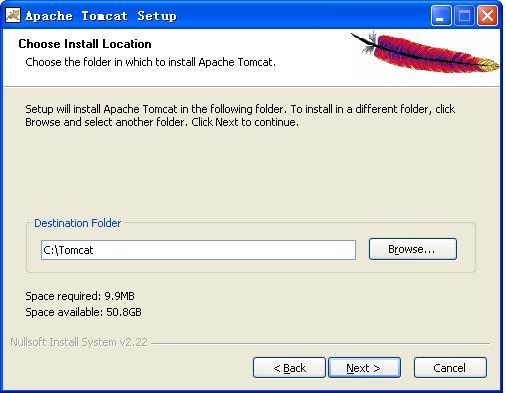 Apache Tomcat Setup
Choose Install Location
Choose the folder in which to install Apache Tomcat.
Setup will install Apache Tomcat in the following folder. To install in a different folder, click
Browse and select another folder. Click Next to continue.
Destination Folder
C:\Tomcat
Browse...
Space required: 9.9MB
Space available: 50.8GB
Nullsoft Install System v2.22
< Back
Next >
Cancel